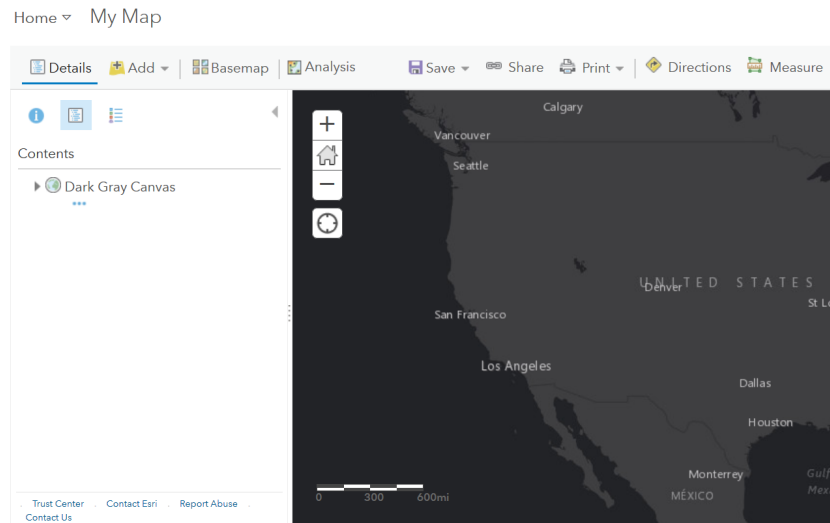 Home My Map
Details Add Basemap Analysis Save Share Print Directions Measure
Contents
Dark Gray Canvas
Calgary
Vancouver
Seattle
UNITED STATES
Denver
St L
San Francisco
Los Angeles
Dallas
Houston
Monterrey
Gulf
MÉXICO
Mex
0 300 600mi
Trust Center Contact Esri Report Abuse
Contact Us